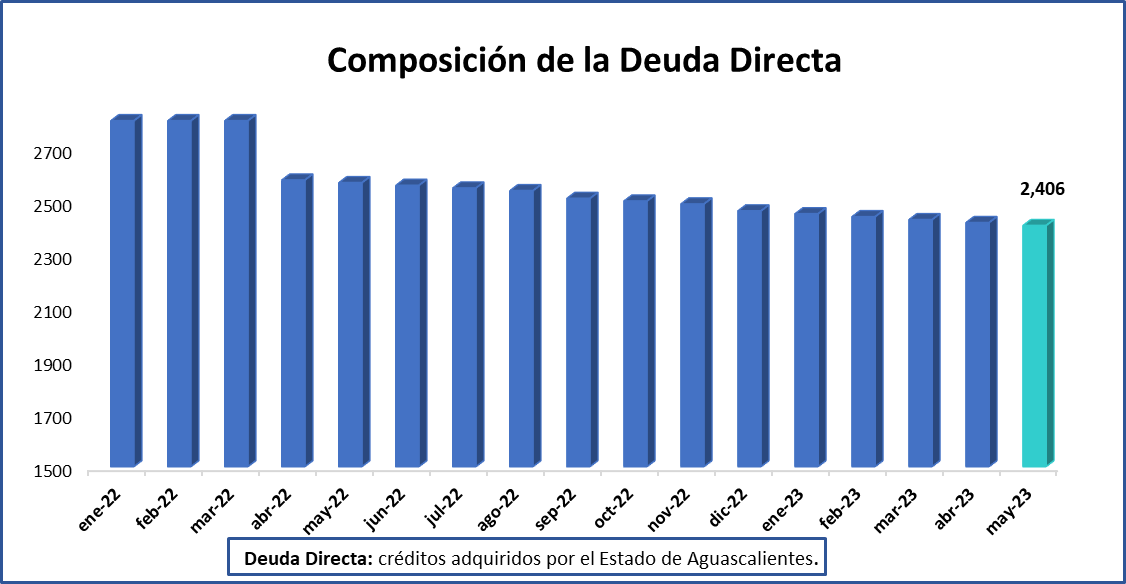 Composición de la Deuda Directa
2700
2500
2300
2100
1900
1700
1500
2,406
ene-22
feb-22
mar-22
abr-22
may-22
jun-22
jul-22
ago-22
sep-22
oct-22
nov-22
dic-22
ene-23
feb-23
mar-23
abr-23
may-23
Deuda Directa: créditos adquiridos por el Estado de Aguascalientes.